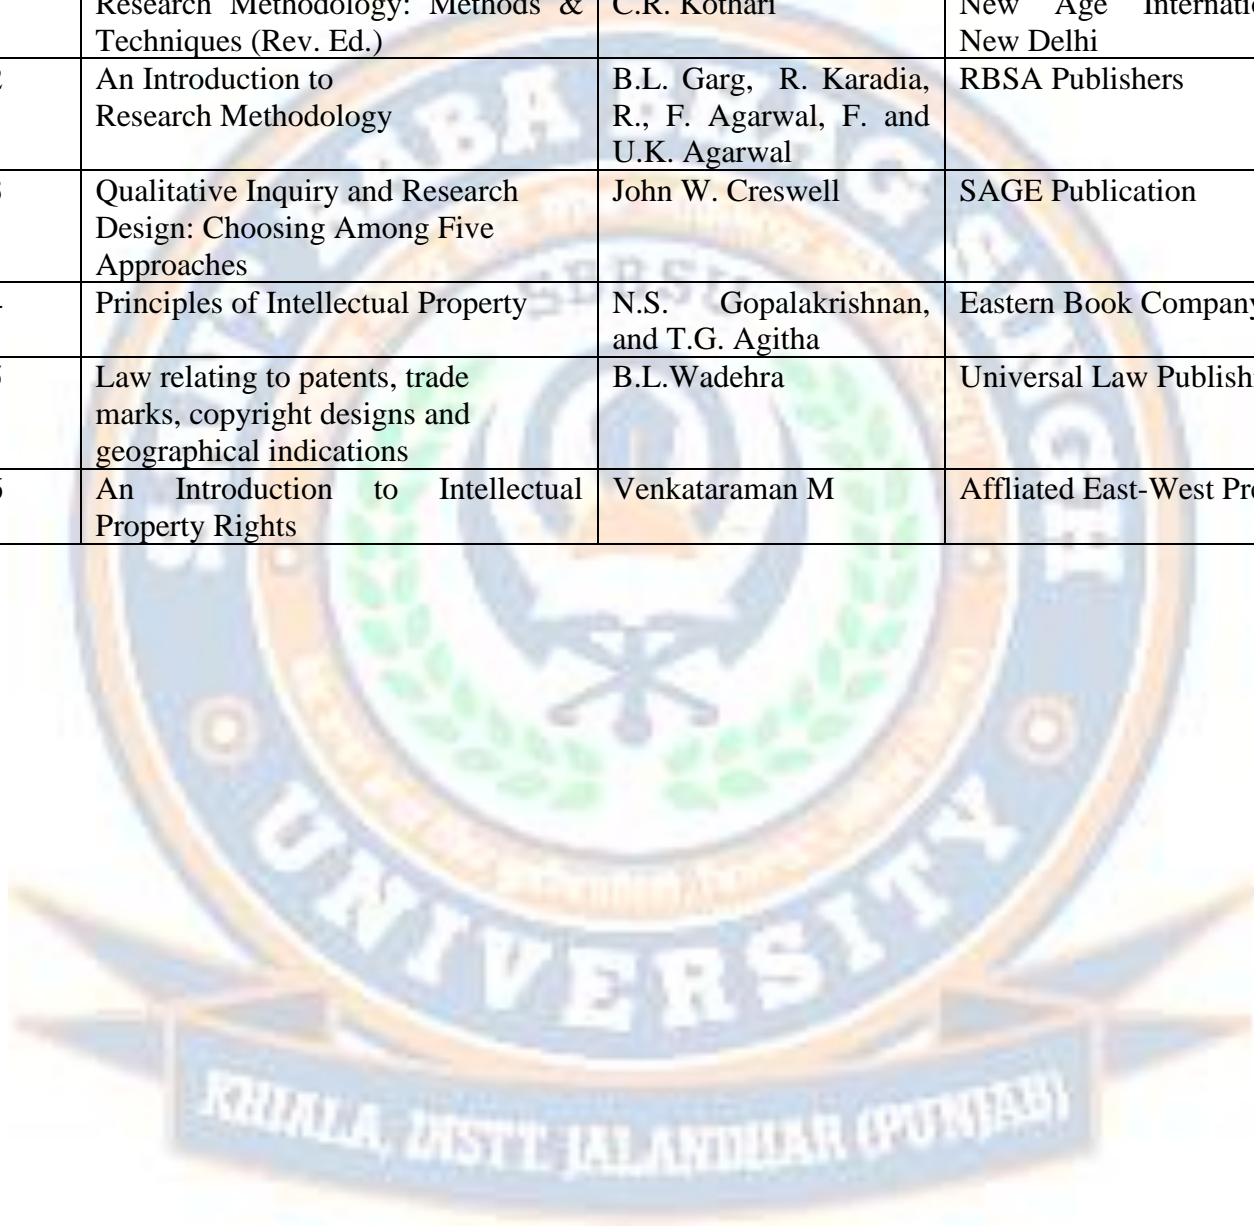 Research Methodology: Methods & Techniques (Rev. Ed.) C.R. Kothari New Age New Delhi
2 An Introduction to Research Methodology B.L. Garg, R. Karadia, R., F. Agarwal, F. and U.K. Agarwal RBSA Publishers
Qualitative Inquiry and Research Design: Choosing Among Five Approaches John W. Creswell SAGE Publication
Principles of Intellectual Property N.S. Gopalakrishnan, and T.G. Agitha Eastern Book Company
Law relating to patents, trade marks, copyright designs and geographical indications B.L.Wadehra Universal Law
An Introduction to Intellectual Property Rights Venkataraman M Affliated East-West
SBBSU
UNIVERSITY
KHIALA, DISTT. JALANDHAR (PUNJAB)